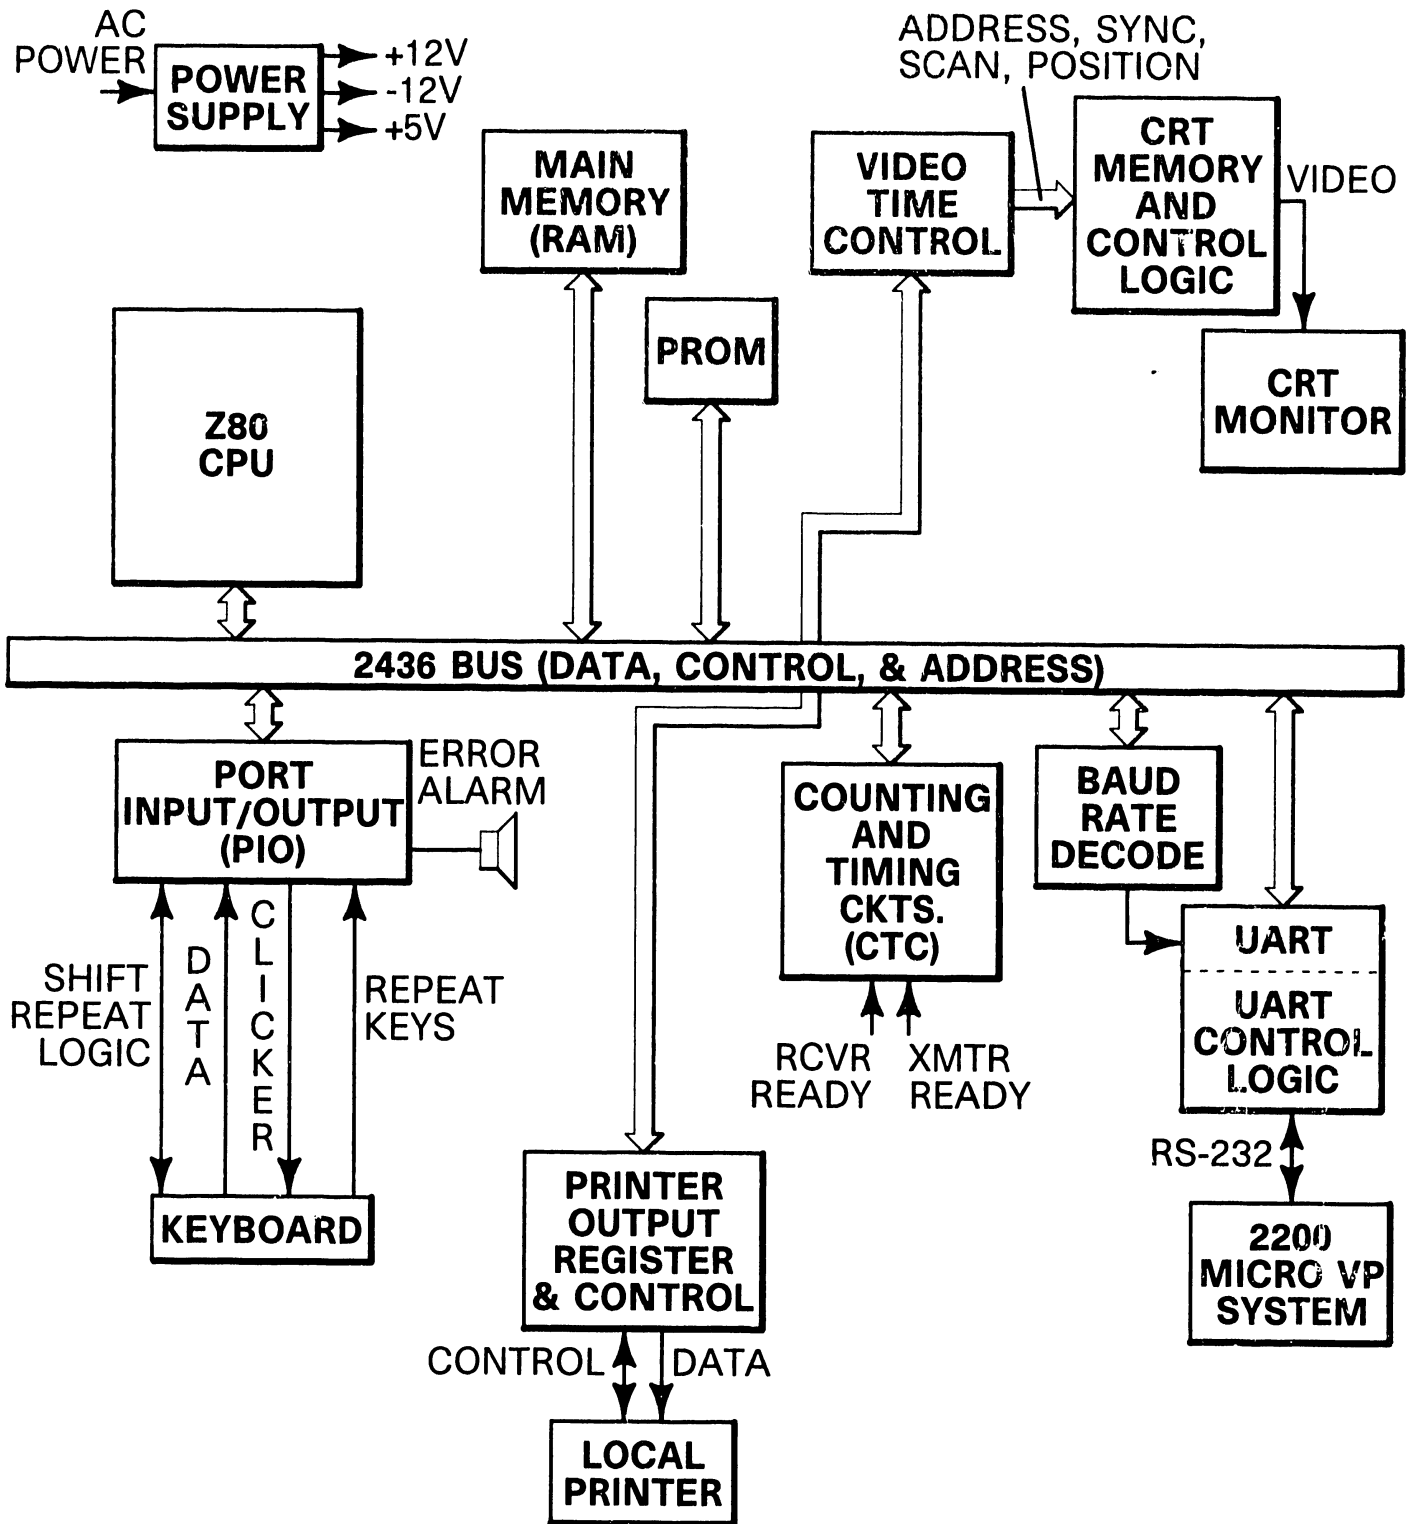 AC
POWER
POWER
SUPPLY
+12V
-12V
+5V
ADDRESS, SYNC,
SCAN, POSITION
MAIN
MEMORY
(RAM)
VIDEO
TIME
CONTROL
CRT
MEMORY
AND
CONTROL
LOGIC
VIDEO
PROM
CRT
MONITOR
Z80
CPU
2436 BUS (DATA, CONTROL, & ADDRESS)
PORT
INPUT/OUTPUT
(PIO)
ERROR
ALARM
COUNTING
AND
TIMING
CKTS.
(CTC)
BAUD
RATE
DECODE
UART
UART
CONTROL
LOGIC
SHIFT
REPEAT
LOGIC
DATA
CLICKER
REPEAT
KEYS
RCVR
READY
XMTR
READY
RS-232
KEYBOARD
PRINTER
OUTPUT
REGISTER
& CONTROL
2200
MICRO VP
SYSTEM
CONTROL
DATA
LOCAL
PRINTER